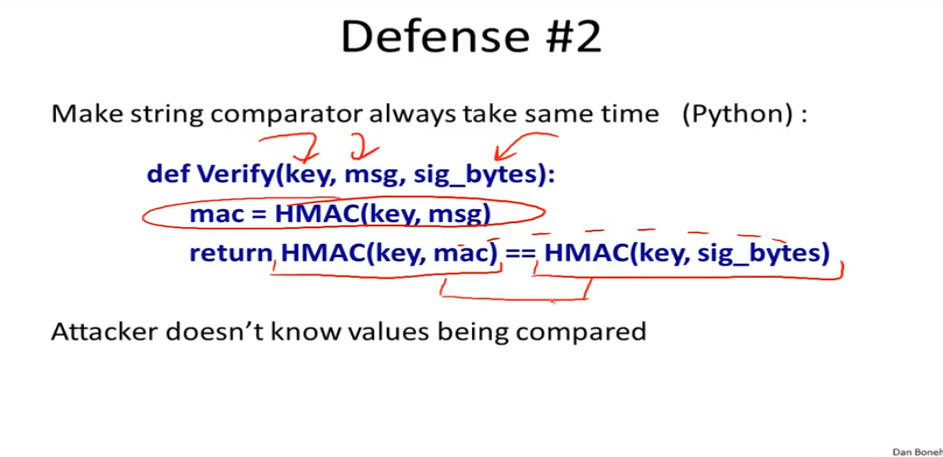 Defense #2
Make string comparator always take same time (Python) :
def Verify(key, msg, sig_bytes):
mac = HMAC(key, msg)
return HMAC(key, mac) == HMAC(key, sig_bytes)
Attacker doesn't know values being compared
Dan Boneh